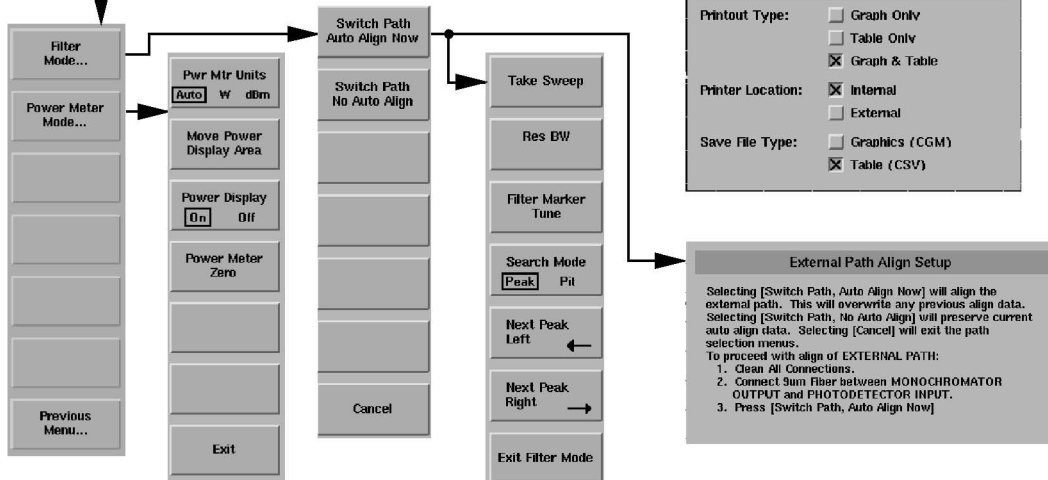 Filter
Mode...
Power Meter
Mode...
Previous
Menu...
Pwr Mtr Units
Auto W dBm
Move Power
Display Area
Power Display
On Off
Power Meter
Zero
Exit
Switch Path
Auto Align Now
Switch Path
No Auto Align
Cancel
Take Sweep
Res BW
Filter Marker
Tune
Search Mode
Peak Pit
Next Peak
Left
Next Peak
Right
Exit Filter Mode
Printout Type: Graph Only
Table Only
Graph & Table
Printer Location: Internal
External
Save File Type: Graphics (CGM)
Table (CSV)
External Path Align Setup
Selecting [Switch Path, Auto Align Now] will align the
external path. This will overwrite any previous align data.
Selecting [Switch Path, No Auto Align] will preserve current
auto align data. Selecting [Cancel] will exit the path
selection menus.
To proceed with align of EXTERNAL PATH:
1. Clean All Connections.
2. Connect 9um Fiber between MONOCHROMATOR
OUTPUT and PHOTODETECTOR INPUT.
3. Press [Switch Path, Auto Align Now]